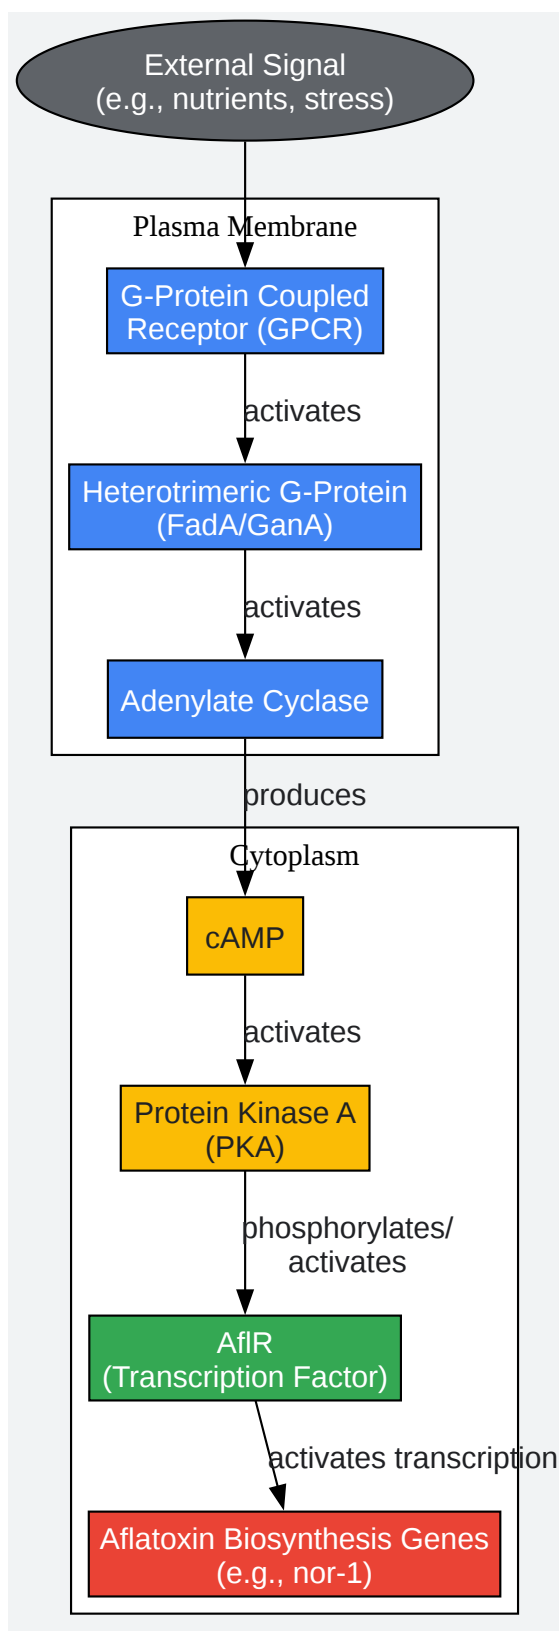 External Signal
(e.g., nutrients, stress)
Plasma Membrane
G-Protein Coupled
Receptor (GPCR)
activates
Heterotrimeric G-Protein
(FadA/GanA)
activates
Adenylate Cyclase
produces
Cytoplasm
cAMP
activates
Protein Kinase A
(PKA)
phosphorylates/
activates
AflR
(Transcription Factor)
activates transcription
Aflatoxin Biosynthesis Genes
(e.g., nor-1)